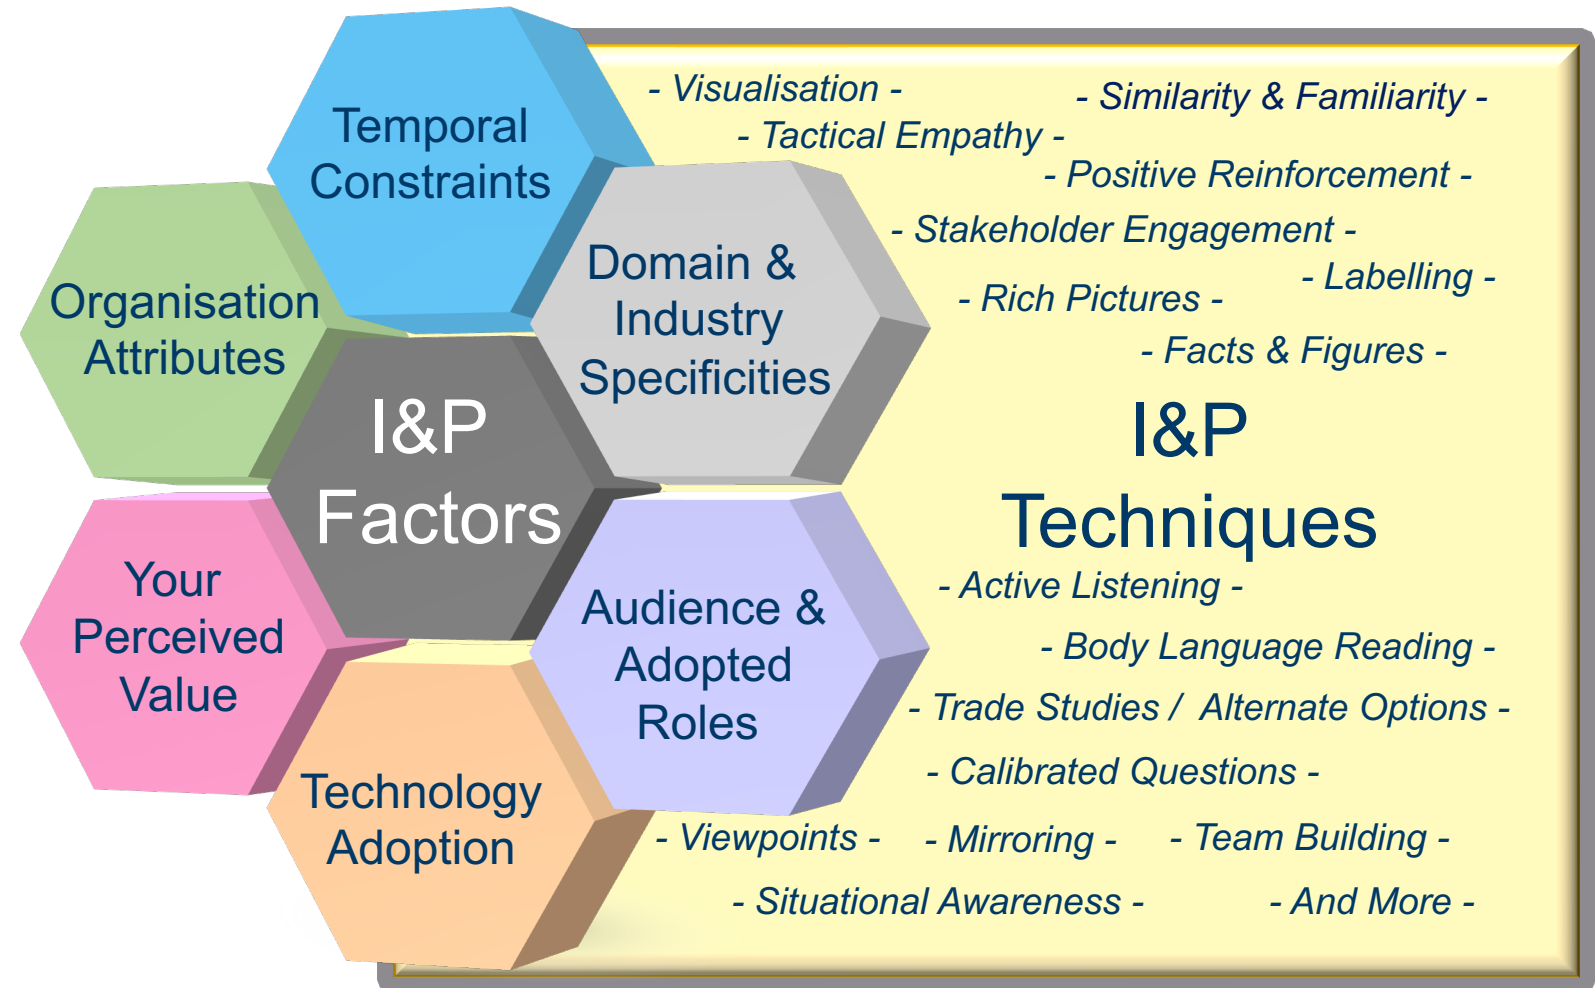 Temporal
Constraints
Organisation
Attributes
Domain &
Industry
Specificities
I&P
Factors
Your
Perceived
Value
Audience &
Adopted
Roles
Technology
Adoption
- Visualisation -
- Similarity & Familiarity -
- Tactical Empathy -
- Positive Reinforcement -
- Stakeholder Engagement -
- Labelling -
- Rich Pictures -
- Facts & Figures -
I&P
Techniques
- Active Listening -
- Body Language Reading -
- Trade Studies / Alternate Options -
- Calibrated Questions -
- Viewpoints -
- Mirroring -
- Team Building -
- Situational Awareness -
- And More -